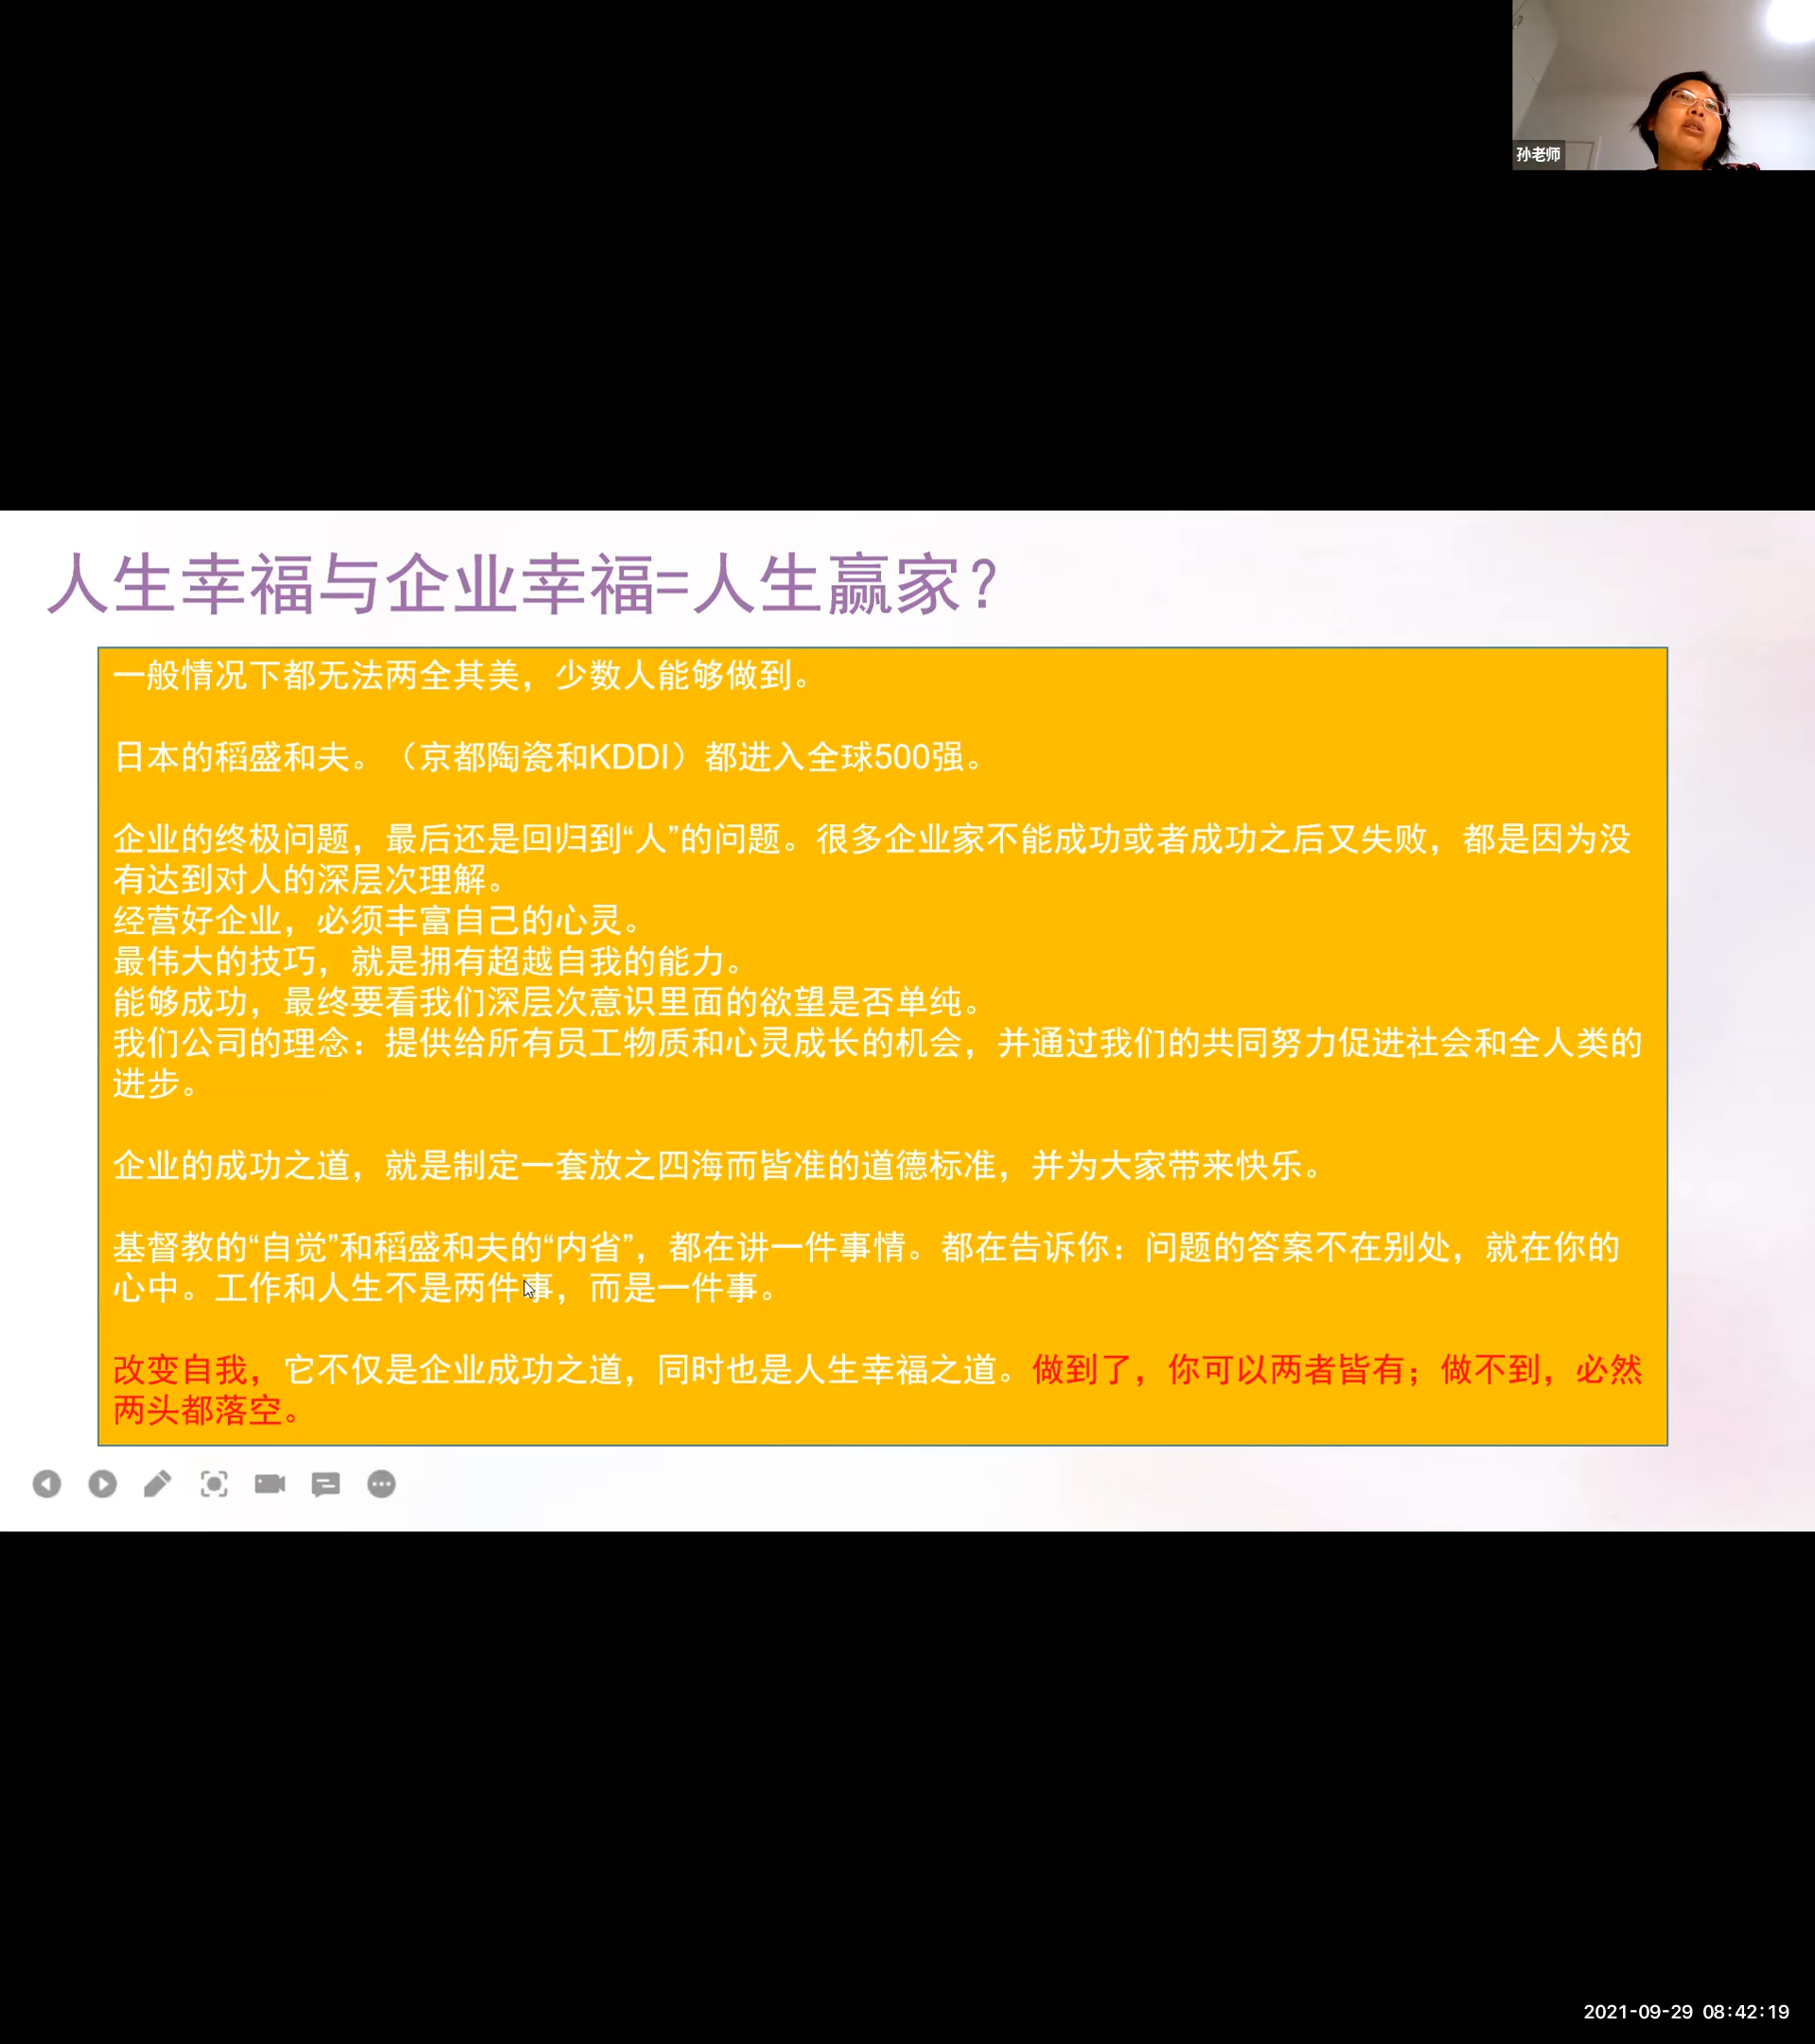 孙老师
人生幸福与企业幸福=人生赢家？
一般情况下都无法两全其美，少数人能够做到。
日本的稻盛和夫。（京都陶瓷和KDDI）都进入全球500强。
企业的终极问题，最后还是回归到“人”的问题。很多企业家不能成功或者成功之后又失败，都是因为没
有达到对人的深层次理解。
经营好企业，必须丰富自己的心灵。
最伟大的技巧，就是拥有超越自我的能力。
能够成功，最终要看我们深层次意识里面的欲望是否单纯。
我们公司的理念：提供给所有员工物质和心灵成长的机会，并通过我们的共同努力促进社会和全人类的
进步。
企业的成功之道，就是制定一套放之四海而皆准的道德标准，并为大家带来快乐。
基督教的“自觉”和稻盛和夫的“内省”，都在讲一件事情。都在告诉你：问题的答案不在别处，就在你的
心中。工作和人生不是两件事，而是一件事。
改变自我，它不仅是企业成功之道，同时也是人生幸福之道。做到了，你可以两者皆有；做不到，必然
两头都落空。
2021-09-29 08:42:19